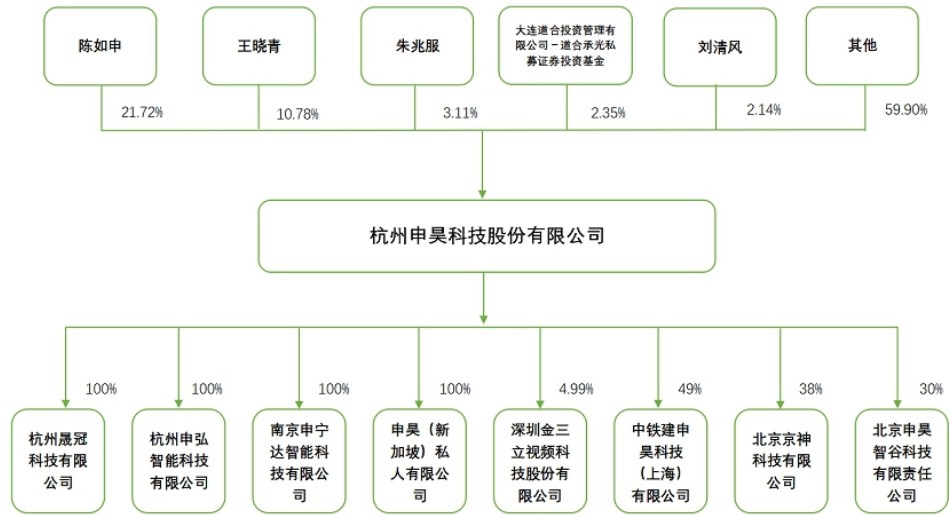 陈如申
王晓青
朱兆服
大连道合投资管理有
限公司－道合承光私
募证券投资基金
刘清风
其他
21.72%
10.78%
3.11%
2.35%
2.14%
59.90%
杭州申昊科技股份有限公司
100%
100%
100%
100%
4.99%
49%
38%
30%
杭州晟冠
科技有限
公司
杭州申弘
智能科技
有限公司
南京申宁
达智能科
技有限公
司
申昊（新
加坡）私
人有限公
司
深圳金三
立视频科
技股份有
限公司
中铁建申
昊科技
（上海）
有限公司
北京京神
科技有限
公司
北京申昊
智谷科技
有限责任
公司